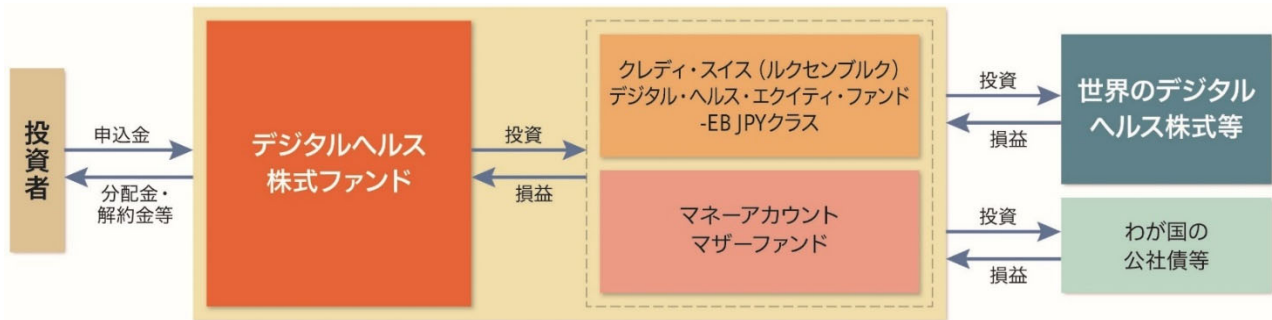 投資者
申込金
分配金・
解約金等
デジタルヘルス
株式ファンド
投資
損益
クレディ・スイス(ルクセンブルク)
デジタル・ヘルス・エクイティ・ファンド
-EB JPYクラス
マネーアカウント
マザーファンド
投資
損益
世界のデジタル
ヘルス株式等
投資
損益
わが国の
公社債等